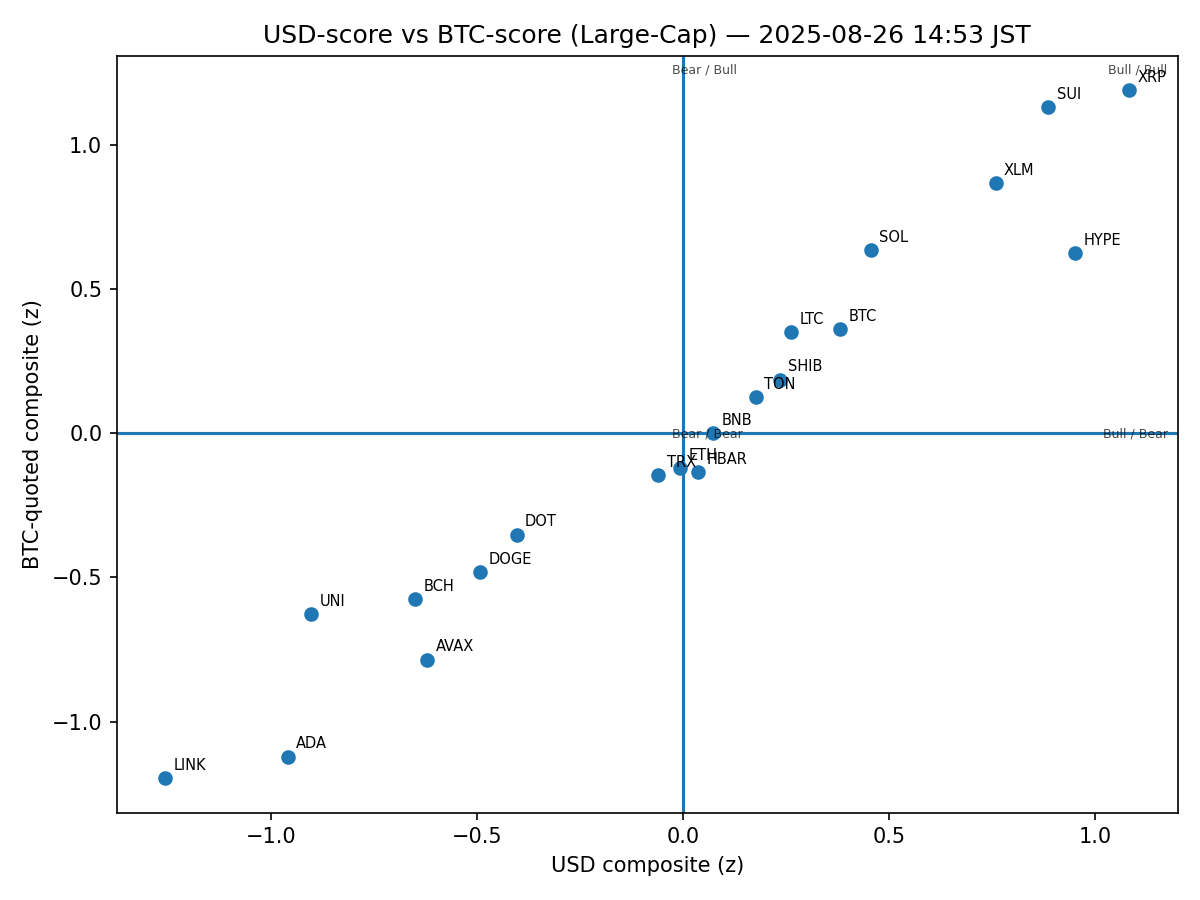 USD-score vs BTC-score (Large-Cap) — 2025-08-26 14:53 JST
Bear / Bull
Bull / Bull
XRP
SUI
XLM
SOL
HYPE
LTC
BTC
SHIB
TON
BNB
Bear / Bear
Bull / Bear
ETH
HBAR
TRX
DOT
DOGE
BCH
UNI
AVAX
ADA
LINK
1.0
0.5
0.0
−0.5
−1.0
BTC-quoted composite (z)
−1.0
−0.5
0.0
0.5
1.0
USD composite (z)